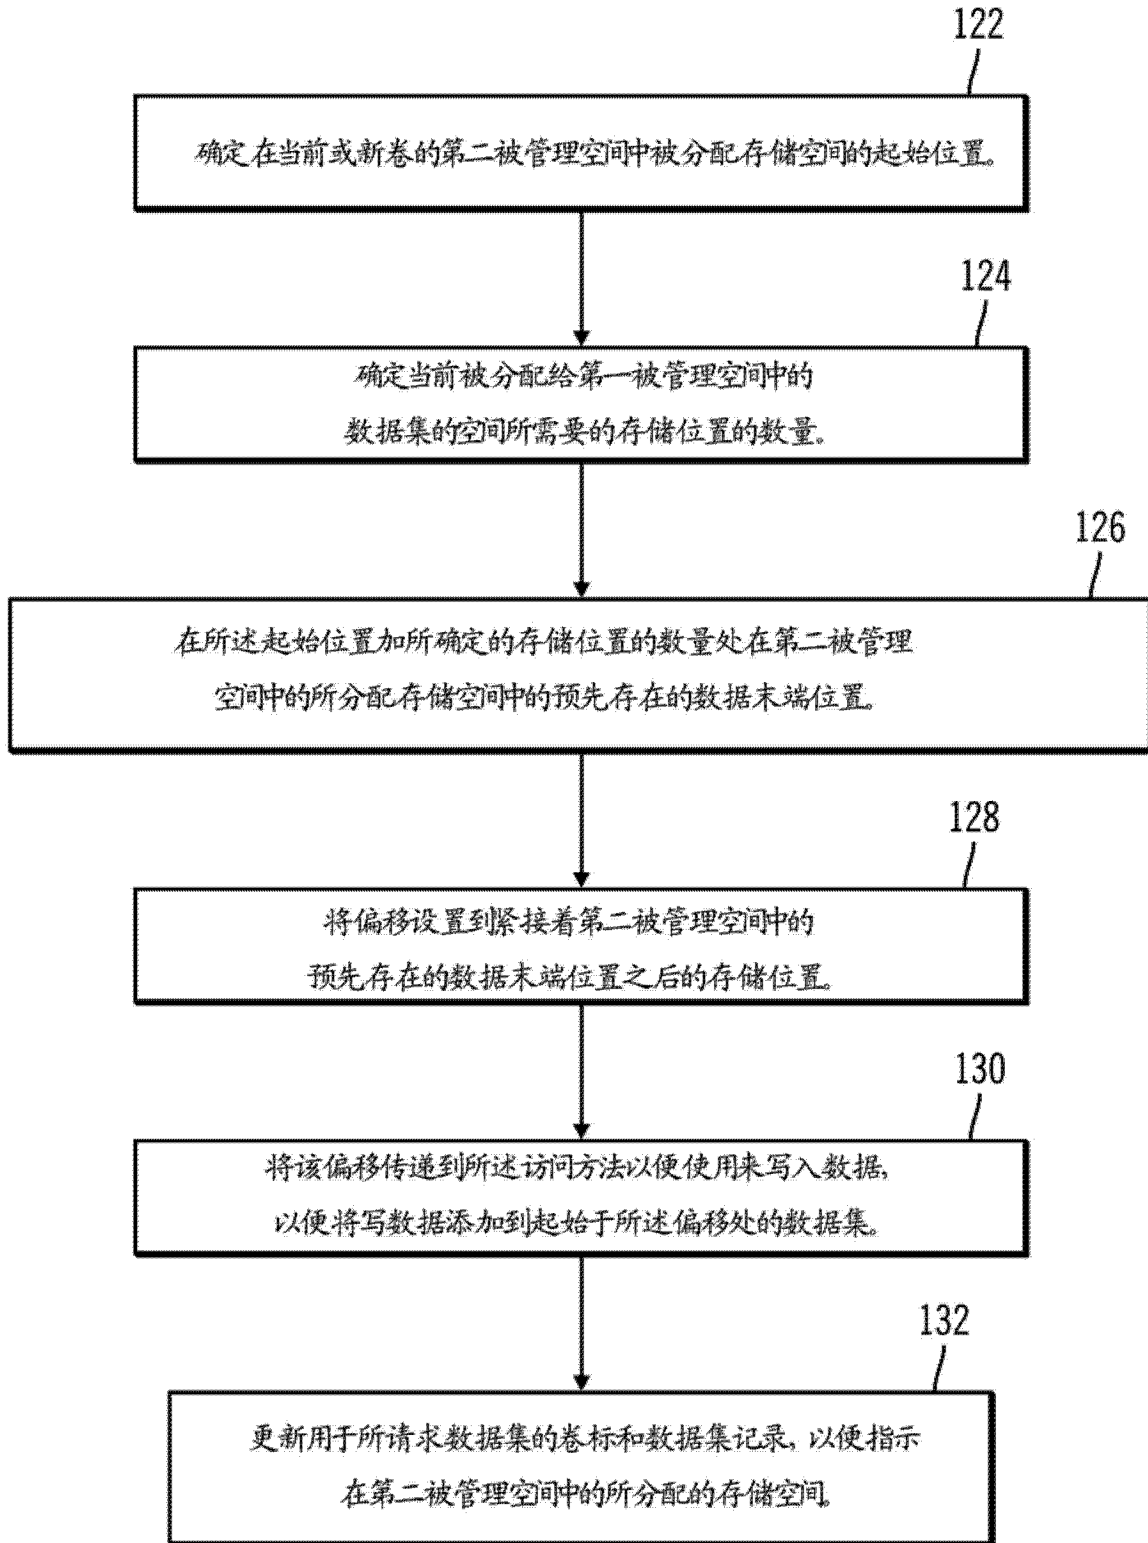 122
确定在当前或新卷的第二被管理空间中被分配存储空间的起始位置。
124
确定当前被分配给第一被管理空间中的
数据集的空间所需要的存储位置的数量。
126
在所述起始位置加所确定的存储位置的数量处在第二被管理
空间中的所分配存储空间中的预先存在的数据末端位置。
128
将偏移设置到紧接着第二被管理空间中的
预先存在的数据末端位置之后的存储位置。
130
将该偏移传递到所述访问方法以便使用来写入数据,
以便将写数据添加到起始于所述偏移处的数据集。
132
更新用于所请求数据集的卷标和数据集记录, 以便指示
在第二被管理空间中的所分配的存储空间。